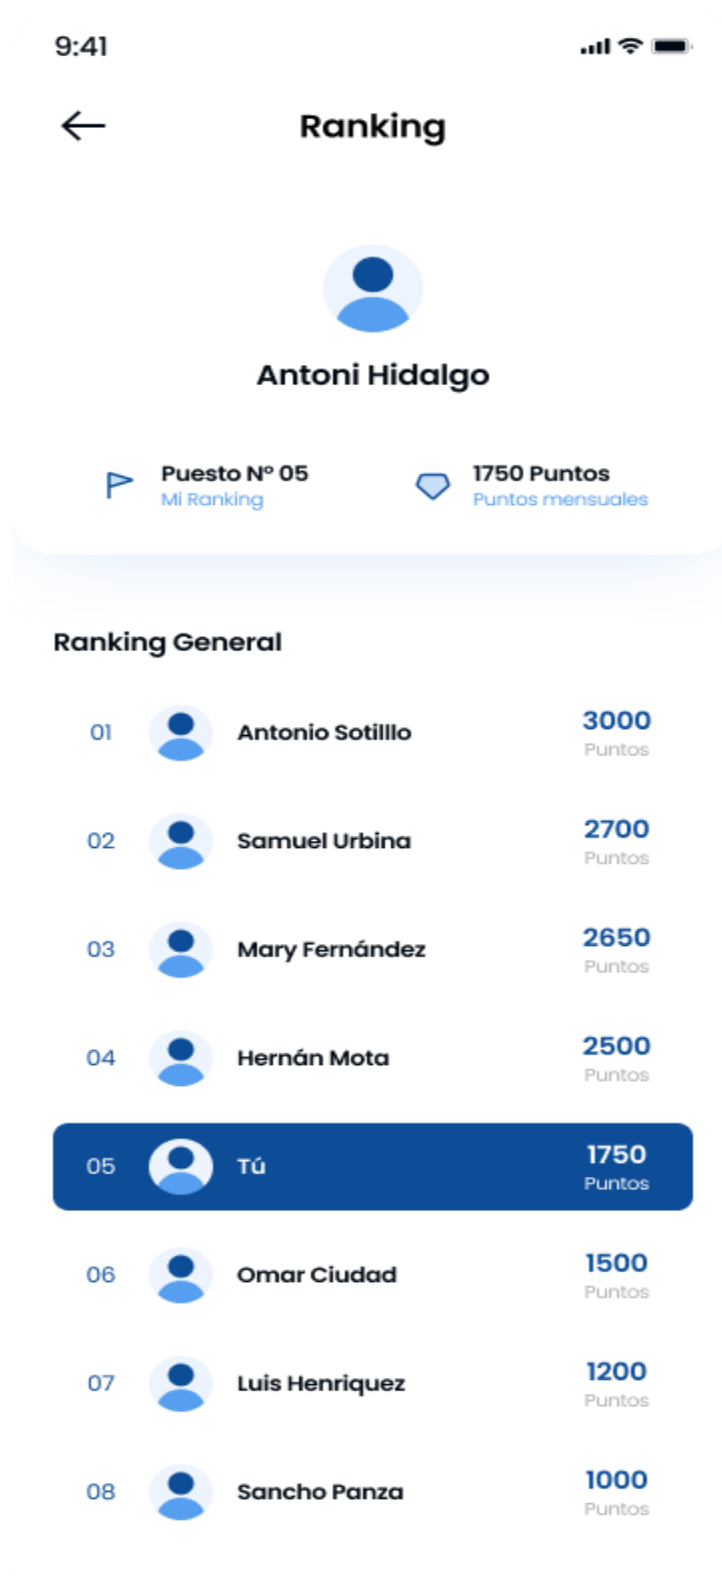 9:41
Ranking
Antoni Hidalgo
Puesto Nº 05
Mi Ranking
1750 Puntos
Puntos mensuales
Ranking General
01 Antonio Sotilllo 3000
Puntos
02 Samuel Urbina 2700
Puntos
03 Mary Fernández 2650
Puntos
04 Hernán Mota 2500
Puntos
05 Tú 1750
Puntos
06 Omar Ciudad 1500
Puntos
07 Luis Henriquez 1200
Puntos
08 Sancho Panza 1000
Puntos